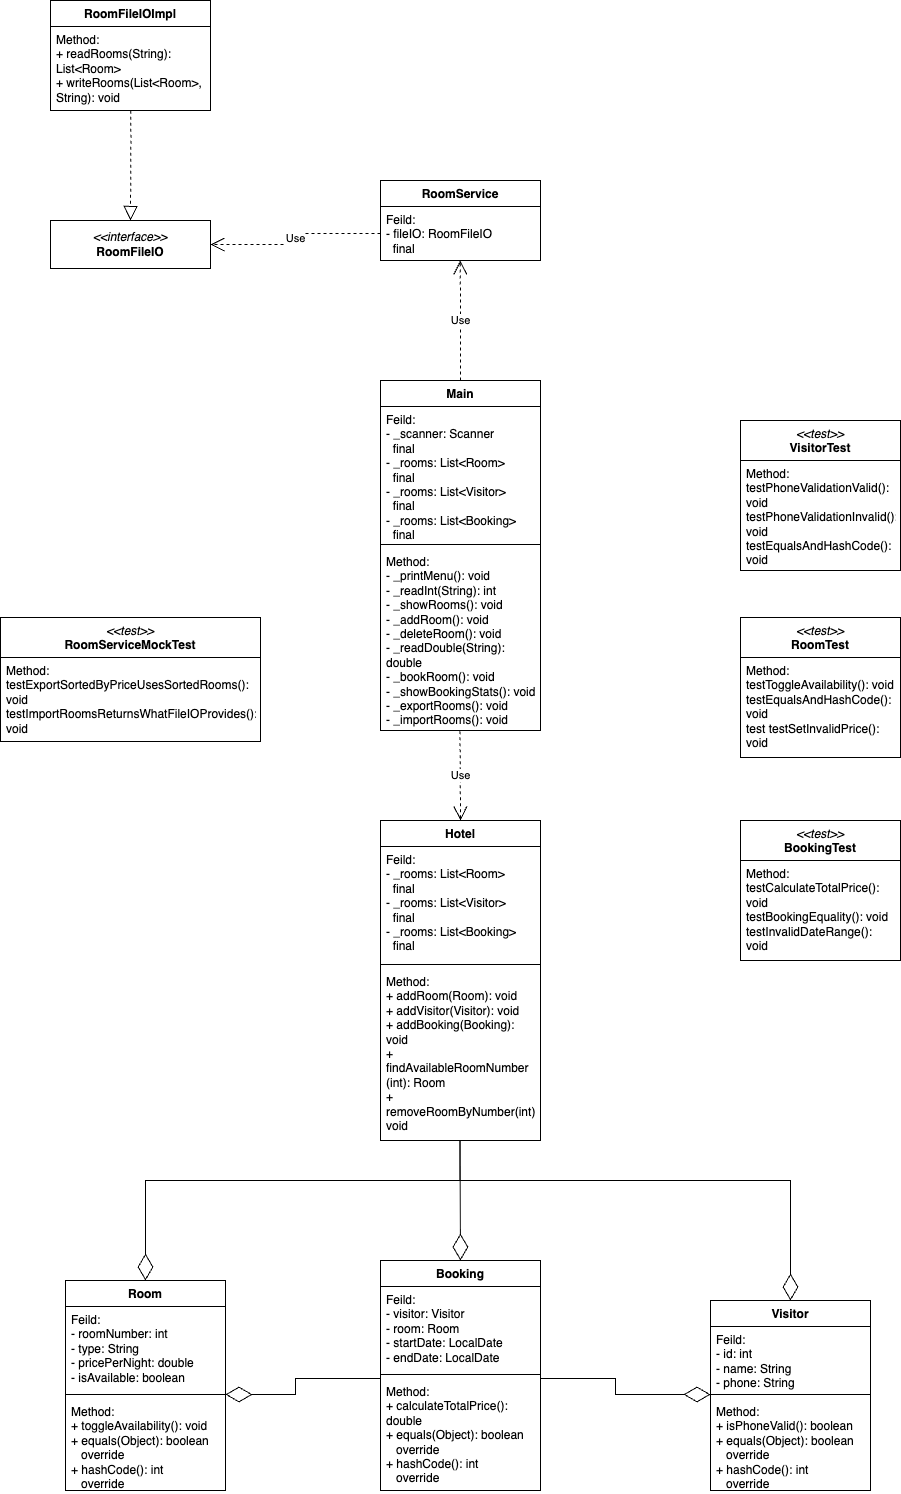 RoomFileIOImpl
Method:
+ readRooms(String):
List<Room>
+ writeRooms(List<Room>,
String): void
<<interface>>
RoomFileIO
Use
RoomService
Feild:
- fileIO: RoomFileIO
final
Use
Main
Feild:
- _scanner: Scanner
final
- _rooms: List<Room>
final
- _rooms: List<Visitor>
final
- _rooms: List<Booking>
final
Method:
- _printMenu(): void
- _readInt(String): int
- _showRooms(): void
- _addRoom(): void
- _deleteRoom(): void
- _readDouble(String):
double
- _bookRoom(): void
- _showBookingStats(): void
- _exportRooms(): void
- _importRooms(): void
<<test>>
VisitorTest
Method:
testPhoneValidationValid():
void
testPhoneValidationInvalid():
void
testEqualsAndHashCode():
void
<<test>>
RoomServiceMockTest
Method:
testExportSortedByPriceUsesSortedRooms():
void
testImportRoomsReturnsWhatFileIOProvides():
void
<<test>>
RoomTest
Method:
testToggleAvailability(): void
testEqualsAndHashCode():
void
test testSetInvalidPrice():
void
Use
Hotel
Feild:
- _rooms: List<Room>
final
- _rooms: List<Visitor>
final
- _rooms: List<Booking>
final
Method:
+ addRoom(Room): void
+ addVisitor(Visitor): void
+ addBooking(Booking):
void
+
findAvailableRoomNumber
(int): Room
+
removeRoomByNumber(int)
void
<<test>>
BookingTest
Method:
testCalculateTotalPrice():
void
testBookingEquality(): void
testInvalidDateRange():
void
Room
Feild:
- roomNumber: int
- type: String
- pricePerNight: double
- isAvailable: boolean
Method:
+ toggleAvailability(): void
+ equals(Object): boolean
override
+ hashCode(): int
override
Booking
Feild:
- visitor: Visitor
- room: Room
- startDate: LocalDate
- endDate: LocalDate
Method:
+ calculateTotalPrice():
double
+ equals(Object): boolean
override
+ hashCode(): int
override
Visitor
Feild:
- id: int
- name: String
- phone: String
Method:
+ isPhoneValid(): boolean
+ equals(Object): boolean
override
+ hashCode(): int
override